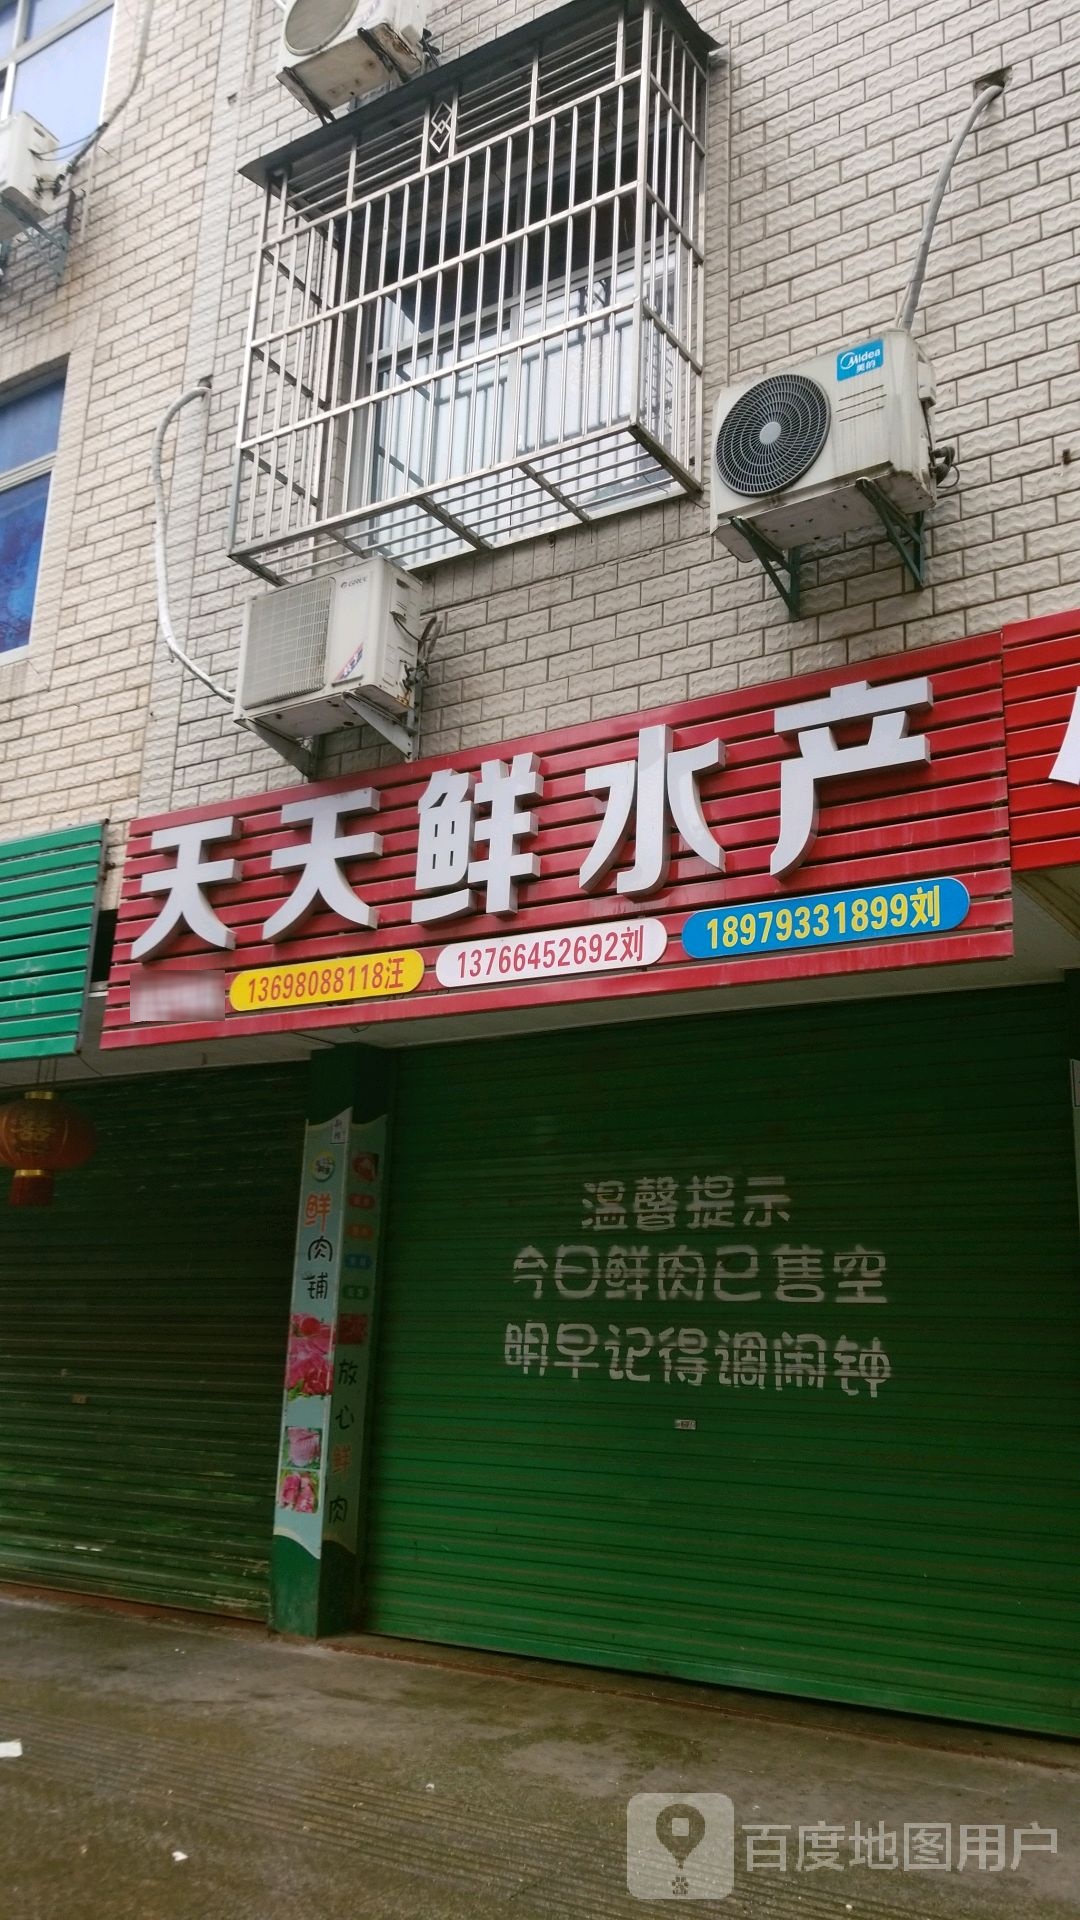 Midea
美的
GREE
天天鲜水产
13698088118汪
13766452692刘
18979331899刘
温馨提示
今日鲜肉已售空
明早记得调闹钟
鲜肉铺
放心鲜肉
百度地图用户